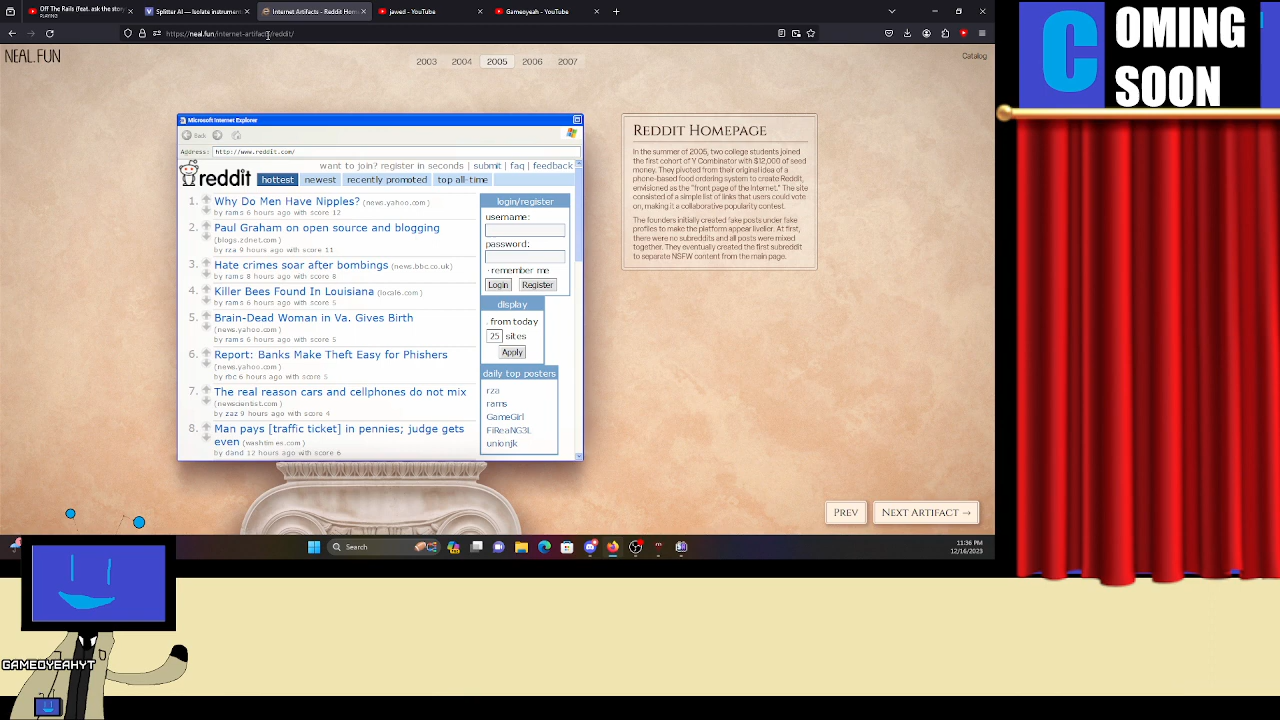 Off The Rails (feat. ask the story
PLAYING
Splitter AI — Isolate instrument
Internet Artifacts - Reddit Hom
jawed - YouTube
Gameoyeah - YouTube
https://neal.fun/internet-artifacts/reddit/
NEAL.FUN
2003 2004 2005 2006 2007
Catalog
Microsoft Internet Explorer
Back
Address: http://www.reddit.com/
want to join? register in seconds | submit | faq | feedback
reddit hottest newest recently promoted top all-time
1. Why Do Men Have Nipples? (news.yahoo.com)
by rams 6 hours ago with score 12
2. Paul Graham on open source and blogging
(blogs.zdnet.com)
by rza 9 hours ago with score 11
3. Hate crimes soar after bombings (news.bbc.co.uk)
by rams 8 hours ago with score 8
4. Killer Bees Found In Louisiana (locale6.com)
by rams 6 hours ago with score 5
5. Brain-Dead Woman in Va. Gives Birth
(news.yahoo.com)
by rams 6 hours ago with score 5
6. Report: Banks Make Theft Easy for Phishers
(news.yahoo.com)
by rbc 6 hours ago with score 5
7. The real reason cars and cellphones do not mix
(newscientist.com)
by zaz 9 hours ago with score 4
8. Man pays [traffic ticket] in pennies; judge gets
even (washtimes.com)
by dand 12 hours ago with score 6
login/register
username:
password:
remember me
Login Register
display
from today
25 sites
Apply
daily top posters
rza
rams
GameGirl
FiReaNG3L
unionjk
REDDIT HOMEPAGE
In the summer of 2005, two college students joined
the first cohort of Y Combinator with $12,000 of seed
money. They pivoted from their original idea of a
phone-based food ordering system to create Reddit,
envisioned as the "front page of the Internet." The site
consisted of a simple list of links that users could vote
on, making it a collaborative popularity contest.
The founders initially created fake posts under fake
profiles to make the platform appear livelier. At first,
there were no subreddits and all posts were mixed
together. They eventually created the first subreddit
to separate NSFW content from the main page.
PREV NEXT ARTIFACT →
Search
11:36 PM
12/16/2023
COMING
SOON
GAMEOYEAHYT